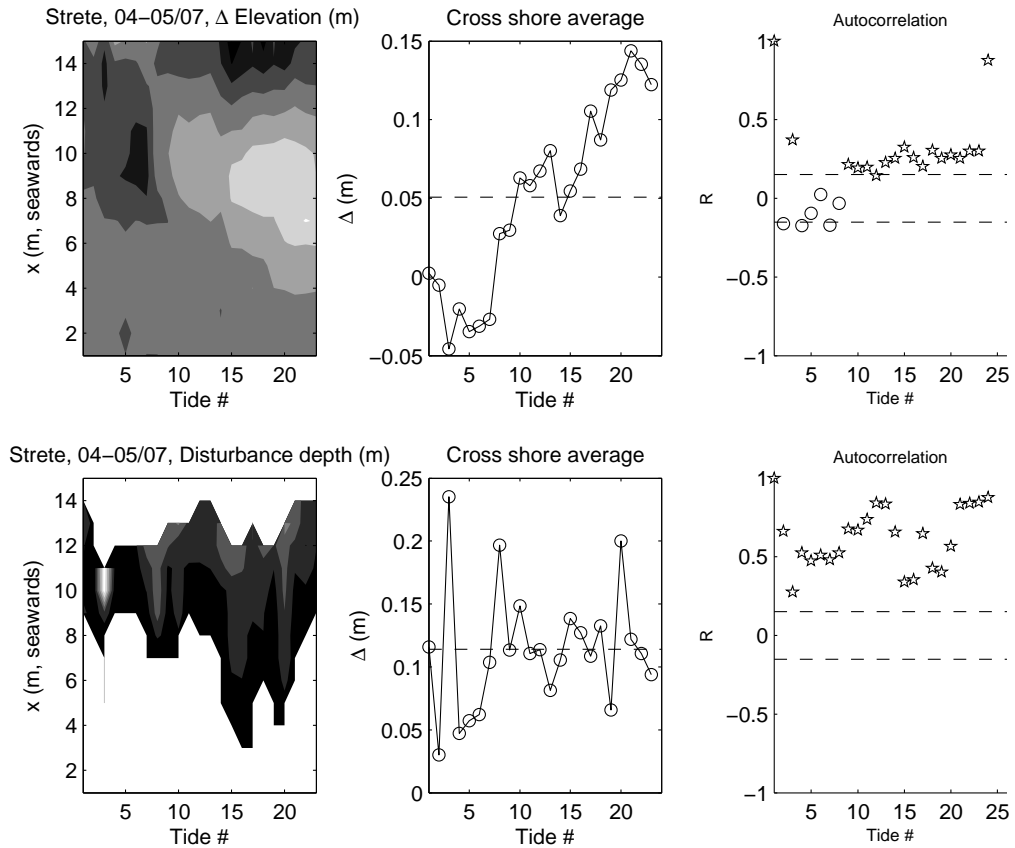 Strete, 04−05/07, Δ Elevation (m)
14
12
10
8
6
4
2
x (m, seawards)
5 10 15 20
Tide #
Cross shore average
0.15
0.1
0.05
0
−0.05
Δ (m)
5 10 15 20
Tide #
Autocorrelation
1
0.5
0
−0.5
−1
R
5 10 15 20 25
Tide #
Strete, 04−05/07, Disturbance depth (m)
14
12
10
8
6
4
2
x (m, seawards)
5 10 15 20
Tide #
Cross shore average
0.25
0.2
0.15
0.1
0.05
0
Δ (m)
5 10 15 20
Tide #
Autocorrelation
1
0.5
0
−0.5
−1
R
5 10 15 20 25
Tide #